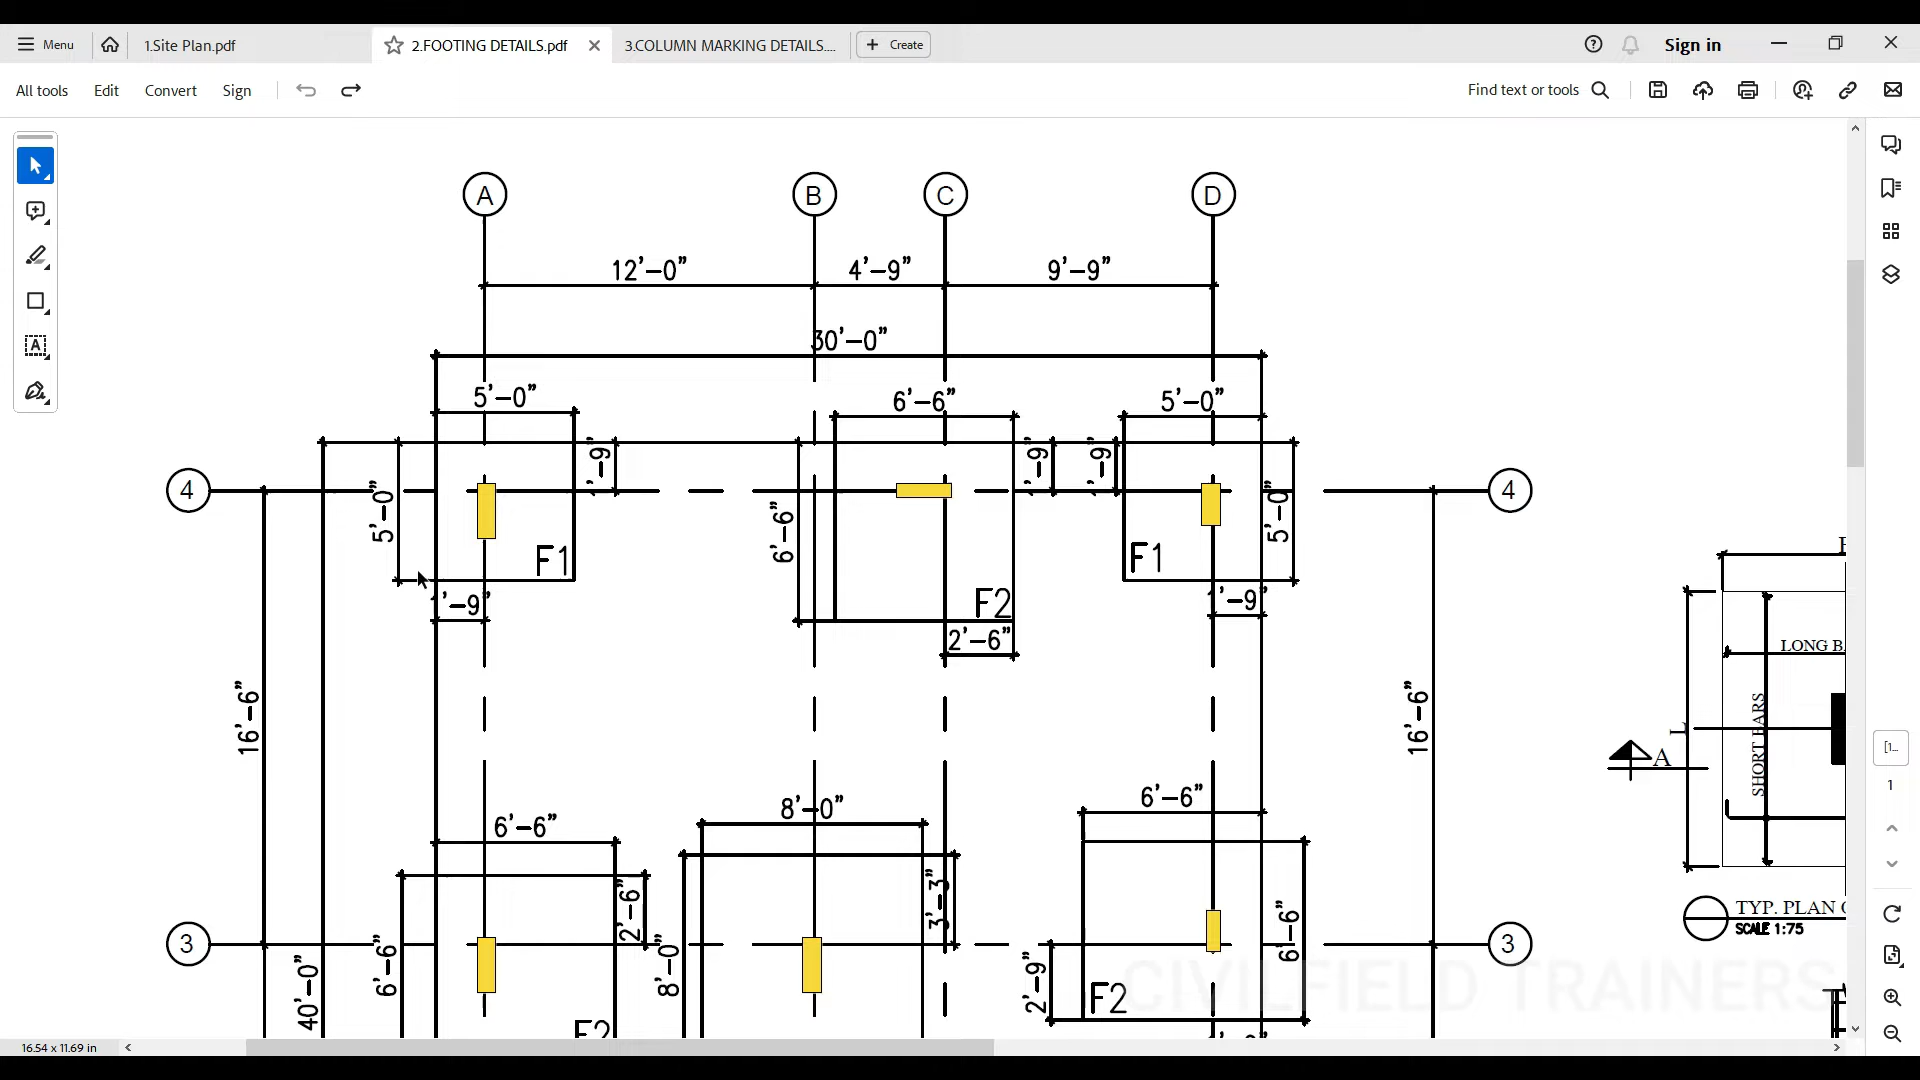 Menu
1.Site Plan.pdf
2.FOOTING DETAILS.pdf
3.COLUMN MARKING DETAILS....
Create
Sign in
All tools
Edit
Convert
Sign
Find text or tools
A
B
C
D
12'-0"
4'-9"
9'-9"
30'-0"
5'-0"
6'-6"
5'-0"
4
4
5'-0"
'-9"
6'-6"
'-9"
'-9"
5'-0"
F1
F2
F1
'-9"
2'-6"
'-9"
16'-6"
16'-6"
LONG B
SHORT BARS
L
A
6'-6"
8'-0"
6'-6"
TYP. PLAN
SCALE 1:75
3
3
40'-0"
6'-6"
2'-6"
8'-0"
3'-3"
2'-9"
6'-6"
F2
F2
CIVILFIELD TRAINERS
1
16.54 x 11.69 in